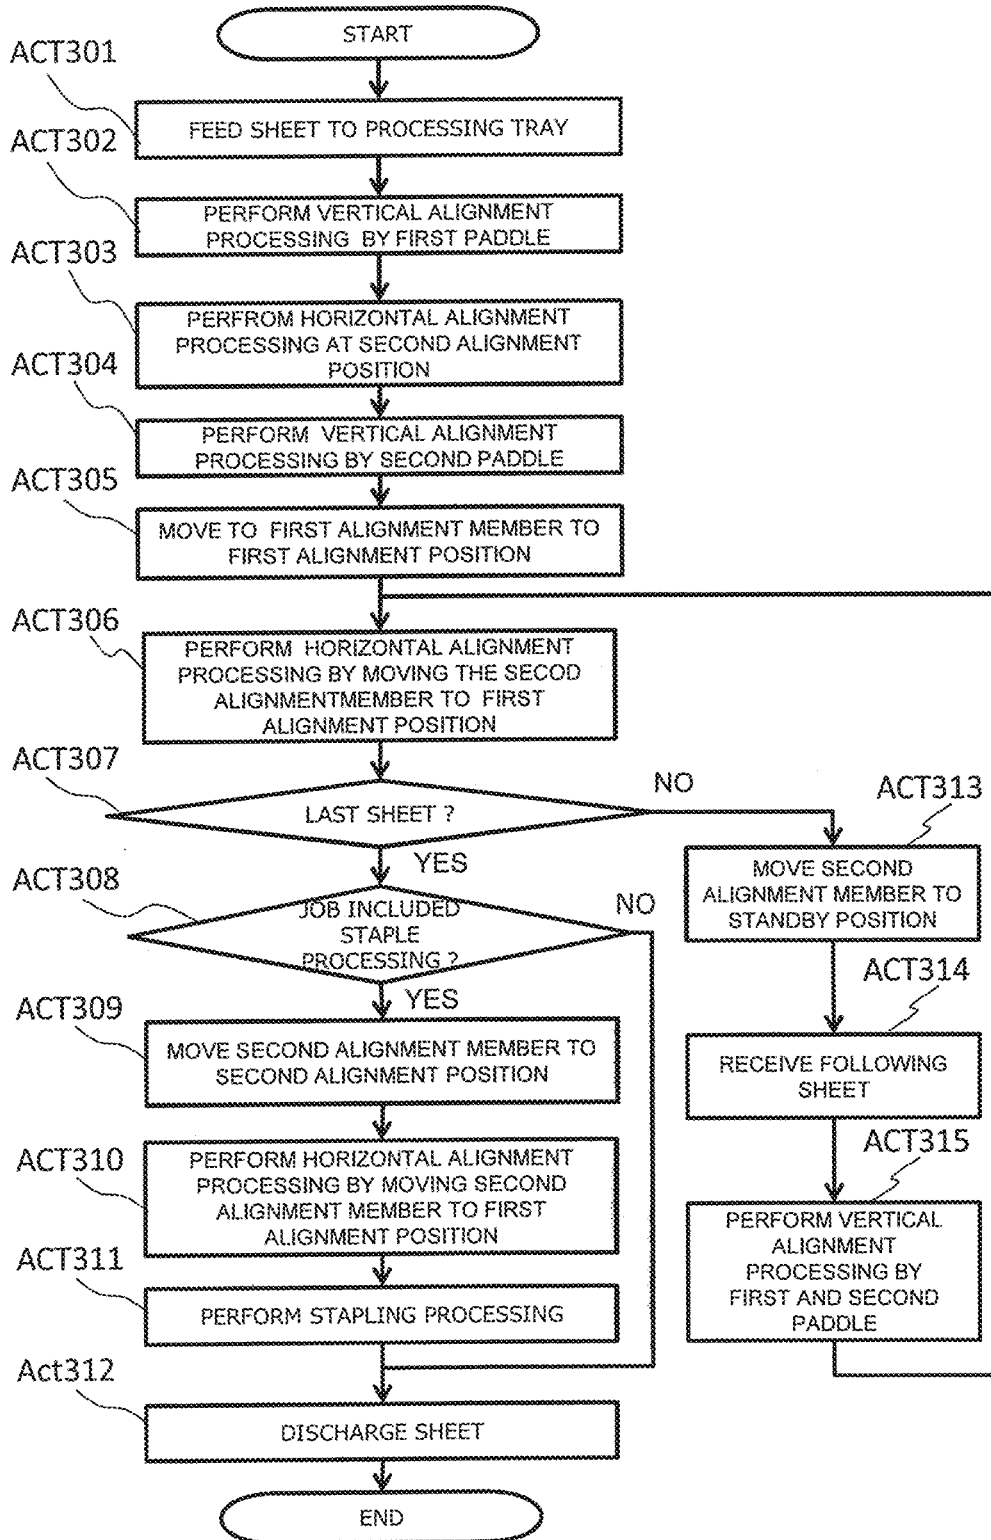 START
ACT301
FEED SHEET TO PROCESSING TRAY
ACT302
PERFORM VERTICAL ALIGNMENT
PROCESSING BY FIRST PADDLE
ACT303
PERFROM HORIZONTAL ALIGNMENT
PROCESSING AT SECOND ALIGNMENT
POSITION
ACT304
PERFORM VERTICAL ALIGNMENT
PROCESSING BY SECOND PADDLE
ACT305
MOVE TO FIRST ALIGNMENT MEMBER TO
FIRST ALIGNMENT POSITION
ACT306
PERFORM HORIZONTAL ALIGNMENT
PROCESSING BY MOVING THE SECOD
ALIGNMENTMEMBER TO FIRST
ALIGNMENT POSITION
ACT307
LAST SHEET ?
NO
YES
ACT308
JOB INCLUDED
STAPLE
PROCESSING ?
NO
YES
ACT309
MOVE SECOND ALIGNMENT MEMBER TO
SECOND ALIGNMENT POSITION
ACT310
PERFORM HORIZONTAL ALIGNMENT
PROCESSING BY MOVING SECOND
ALIGNMENT MEMBER TO FIRST
ALIGNMENT POSITION
ACT311
PERFORM STAPLING PROCESSING
Act312
DISCHARGE SHEET
END
ACT313
MOVE SECOND
ALIGNMENT MEMBER TO
STANDBY POSITION
ACT314
RECEIVE FOLLOWING
SHEET
ACT315
PERFORM VERTICAL
ALIGNMENT
PROCESSING BY
FIRST AND SECOND
PADDLE